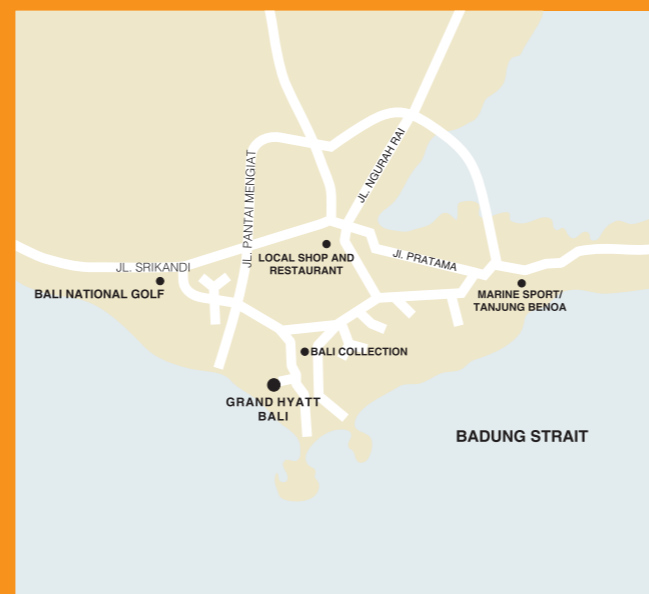 JL. NGURAH RAI
JL. PANTAI MENGIAT
LOCAL SHOP AND
RESTAURANT
Jl. PRATAMA
JL. SRIKANDI
BALI NATIONAL GOLF
MARINE SPORT/
TANJUNG BENOA
BALI COLLECTION
GRAND HYATT
BALI
BADUNG STRAIT